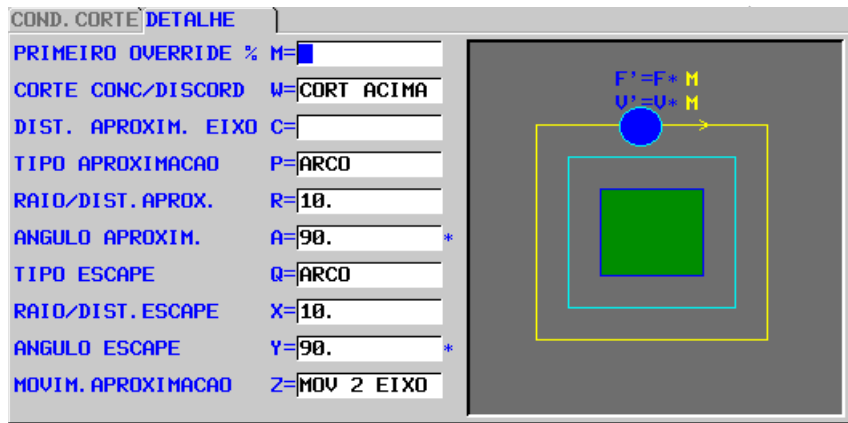 COND. CORTE DETALHE
PRIMEIRO OVERRIDE % M=
CORTE CONC/DISCORD W=CORT ACIMA
DIST. APROXIM. EIXO C=
TIPO APROXIMACAO P=ARCO
RAIO/DIST.APROX. R=10.
ANGULO APROXIM. A=90. *
TIPO ESCAPE Q=ARCO
RAIO/DIST.ESCAPE X=10.
ANGULO ESCAPE Y=90. *
MOVIM.APROXIMACAO Z=MOV 2 EIXO
F'=F* M
V'=V* M